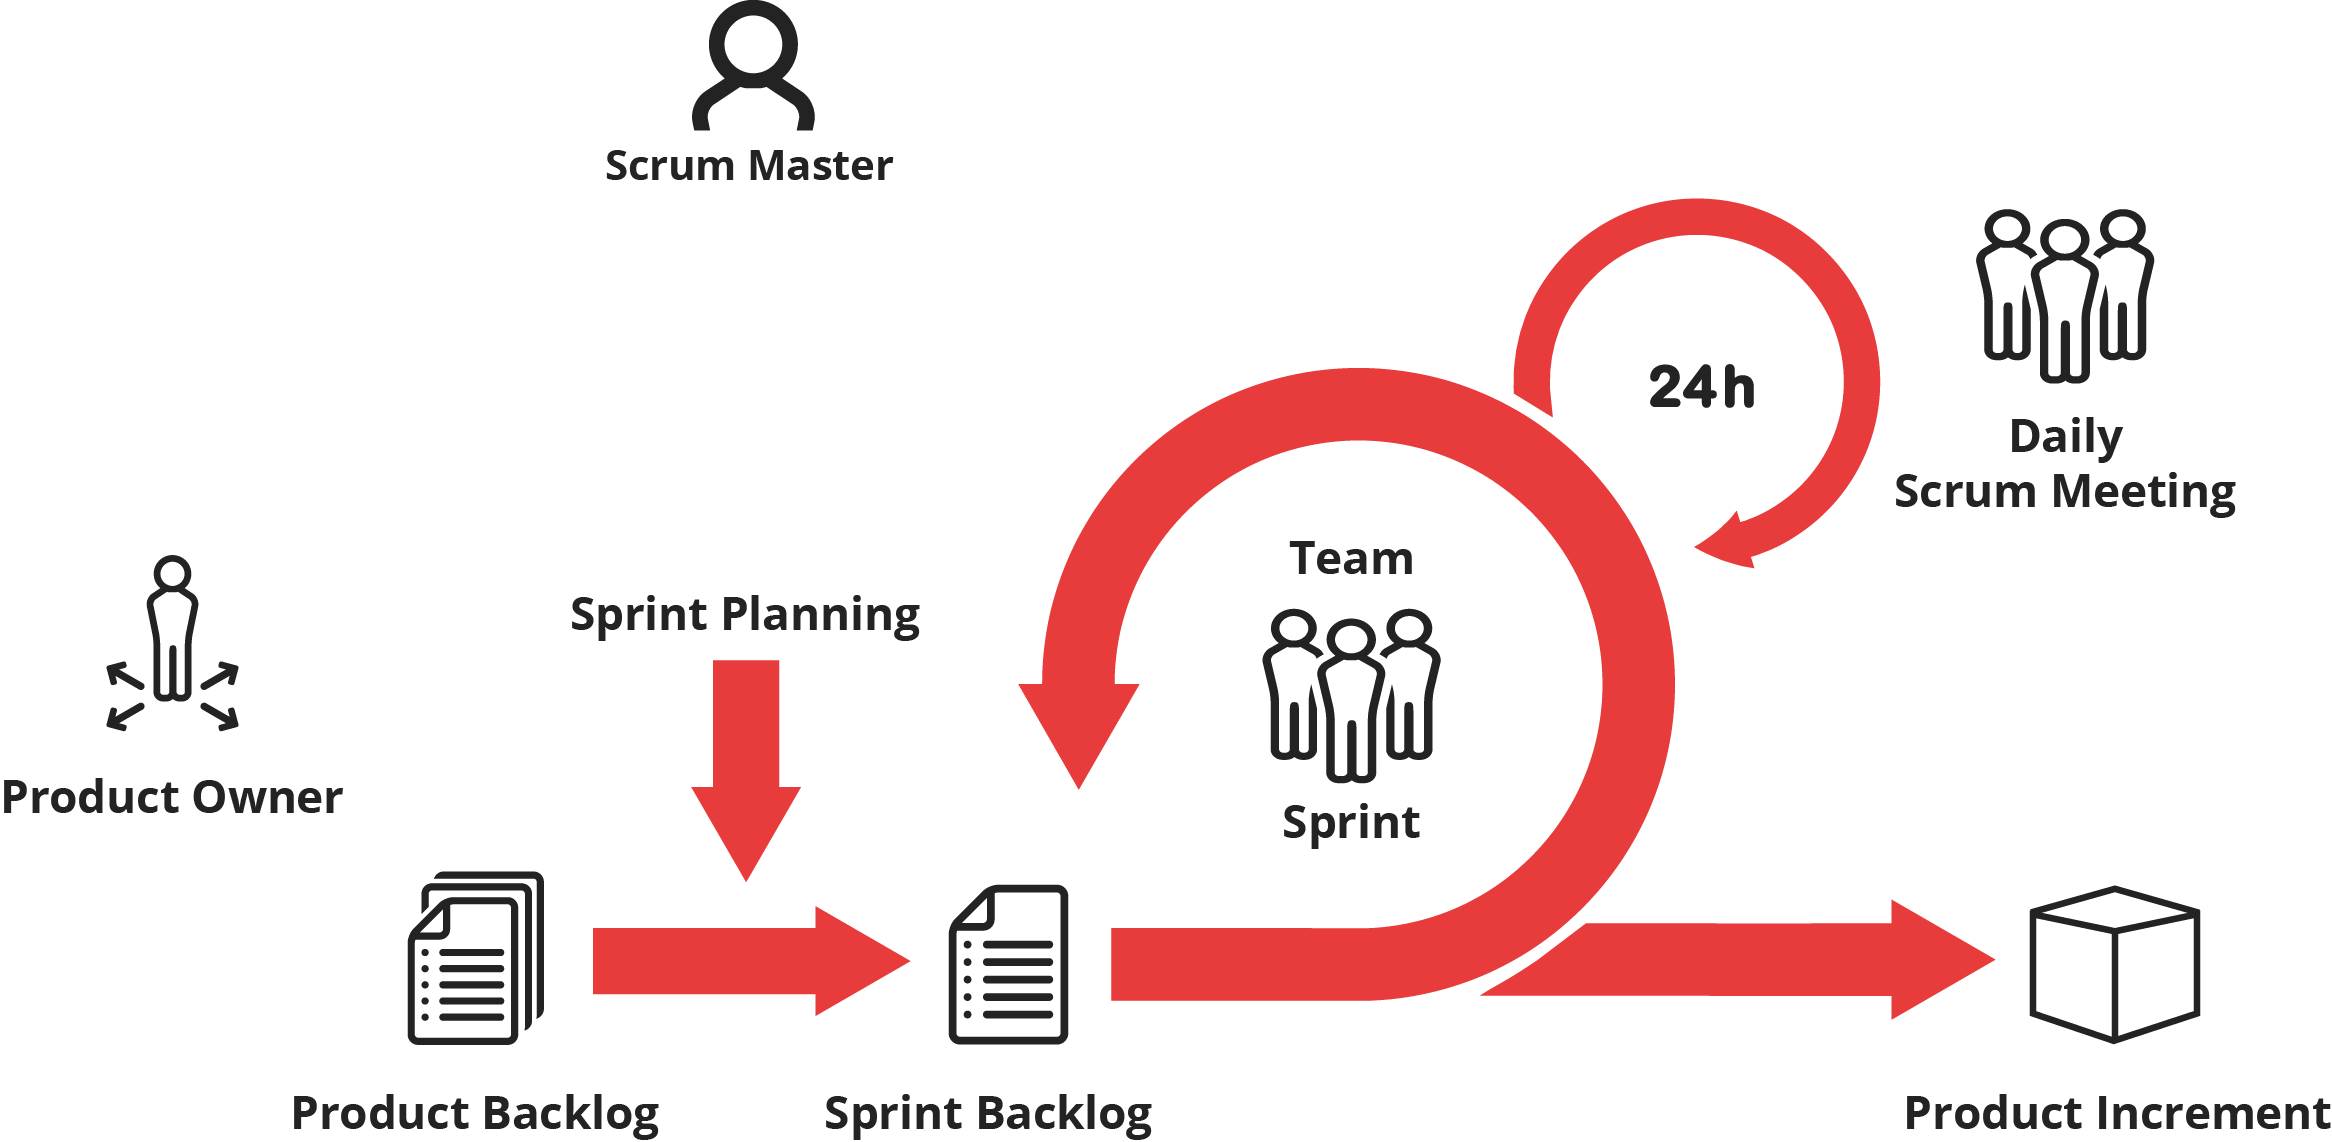 Scrum Master
24h
Daily
Scrum Meeting
Team
Sprint Planning
Product Owner
Sprint
Product Backlog
Sprint Backlog
Product Increment